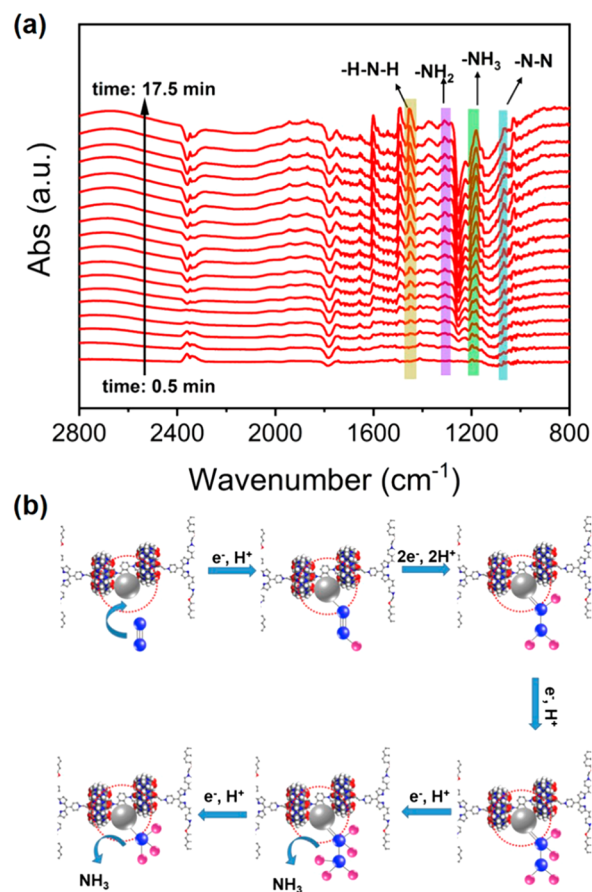 (a)
-H-N-H
-NH₂
-NH₃
-N-N
time: 17.5 min
Abs (a.u.)
time: 0.5 min
2800
2400
2000
1600
1200
800
Wavenumber (cm⁻¹)
(b)
e⁻, H⁺
2e⁻, 2H⁺
e⁻, H⁺
e⁻, H⁺
e⁻, H⁺
NH₃
NH₃